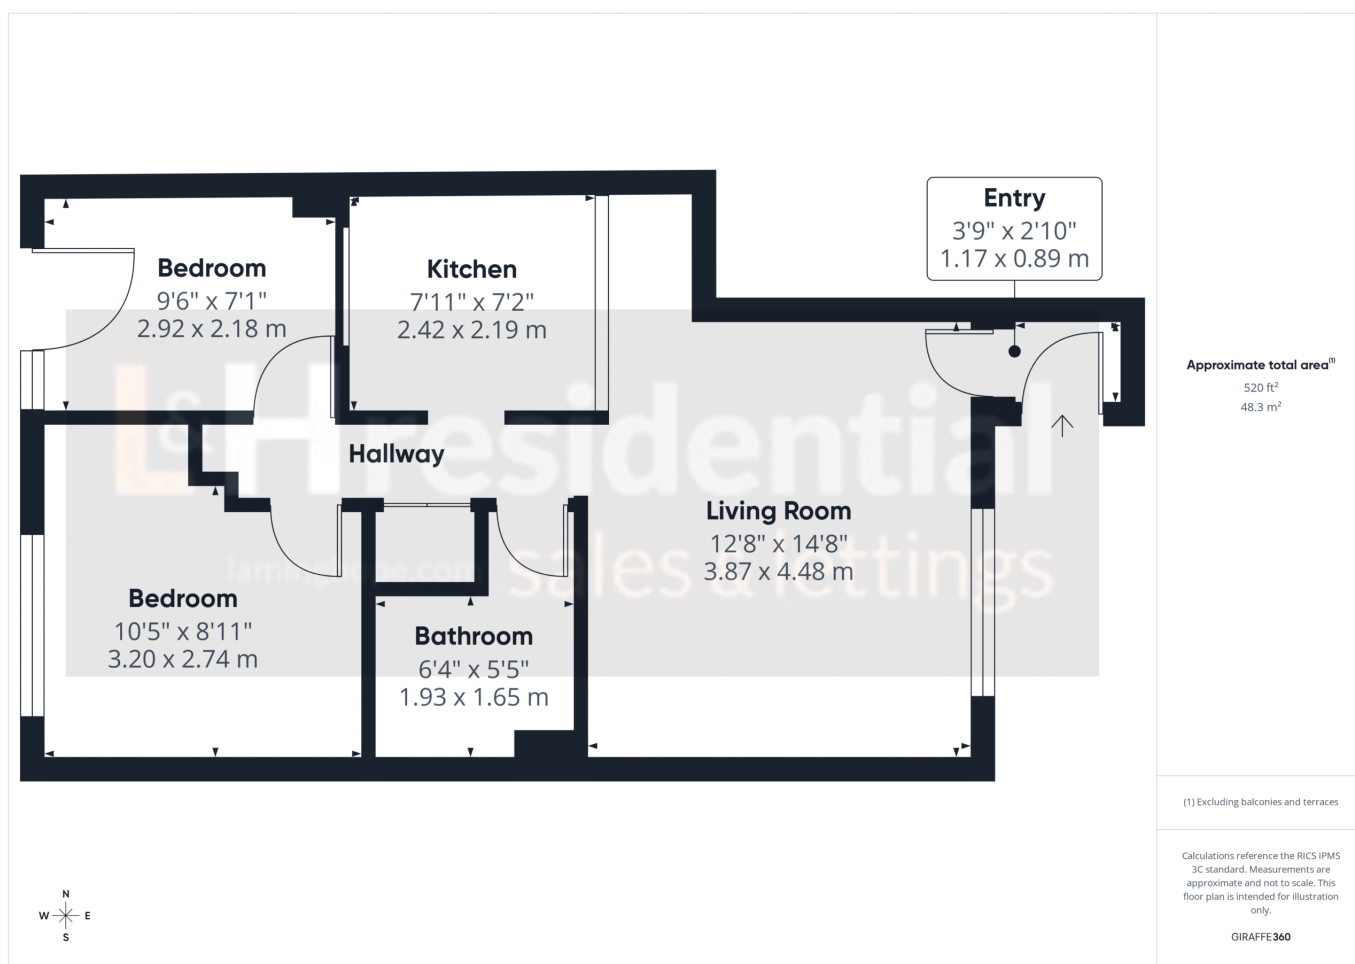 Bedroom
9'6" x 7'1"
2.92 x 2.18 m
Kitchen
7'11" x 7'2"
2.42 x 2.19 m
Entry
3'9" x 2'10"
1.17 x 0.89 m
Hallway
Living Room
12'8" x 14'8"
3.87 x 4.48 m
Bedroom
10'5" x 8'11"
3.20 x 2.74 m
Bathroom
6'4" x 5'5"
1.93 x 1.65 m
L&H residential
sales & lettings
N
W E
S
Approximate total area(1)
520 ft²
48.3 m²
(1) Excluding balconies and terraces
Calculations reference the RICS IPMS
3C standard. Measurements are
approximate and not to scale. This
floor plan is intended for illustration
only.
GIRAFFE360